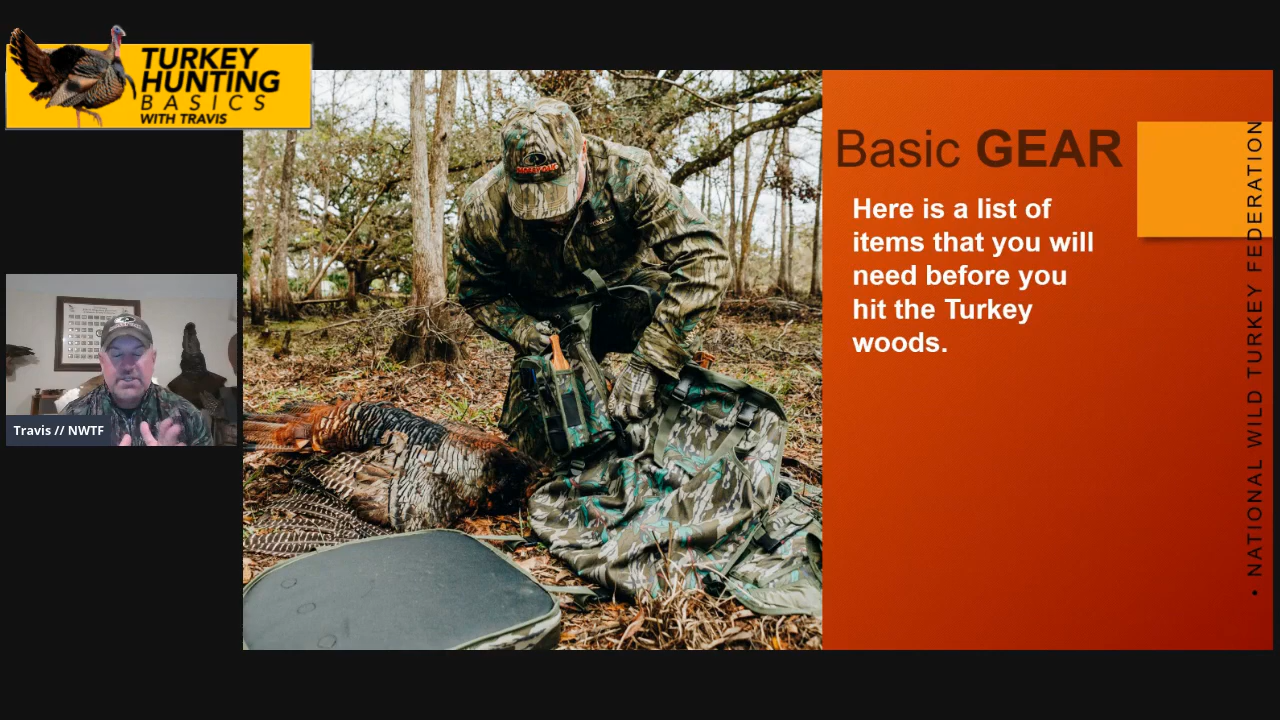 TURKEY
HUNTING
BASICS
WITH TRAVIS
Basic GEAR
Here is a list of
items that you will
need before you
hit the Turkey
woods.
• NATIONAL WILD TURKEY FEDERATION
Travis // NWTF